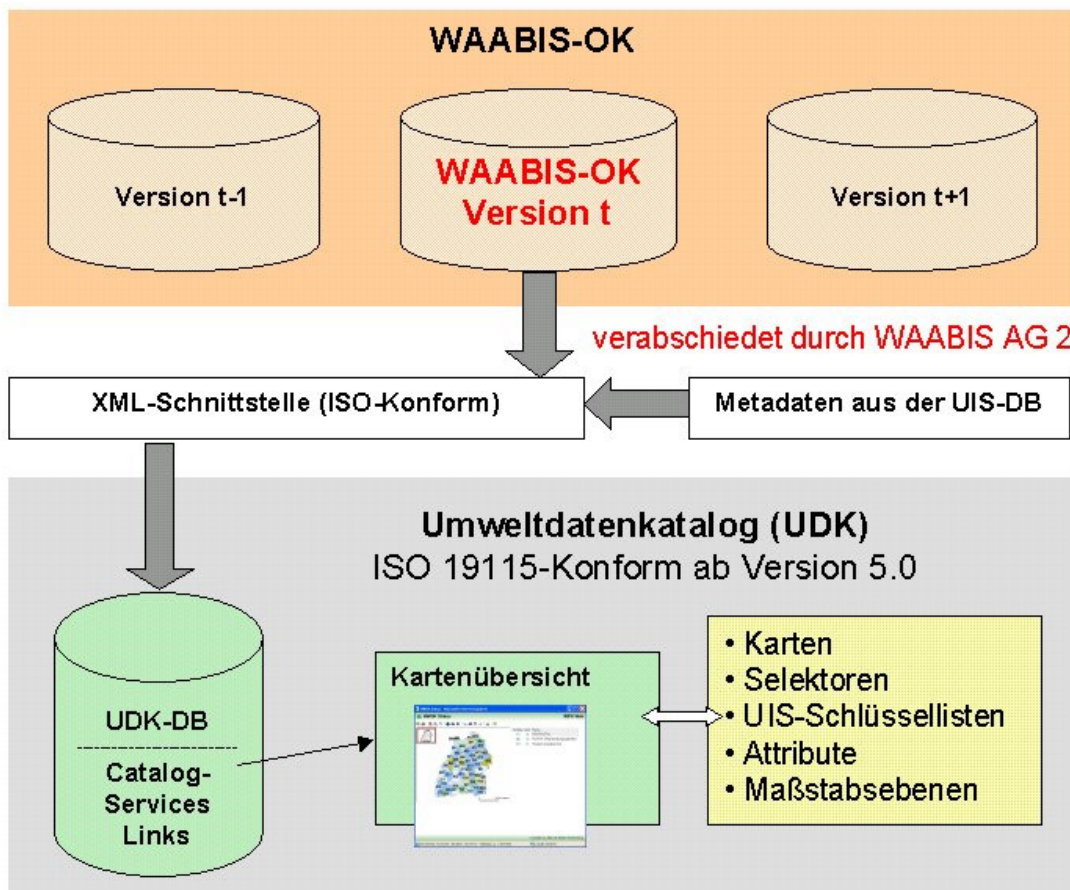 WAABIS-OK
Version t-1
WAABIS-OK
Version t
Version t+1
verabschiedet durch WAABIS AG 2
XML-Schnittstelle (ISO-Konform)
Metadaten aus der UIS-DB
Umweltdatenkatalog (UDK)
ISO 19115-Konform ab Version 5.0
UDK-DB
Catalog-
Services
Links
Kartenübersicht
• Karten
• Selektoren
• UIS-Schlüssellisten
• Attribute
• Maßstabsebenen